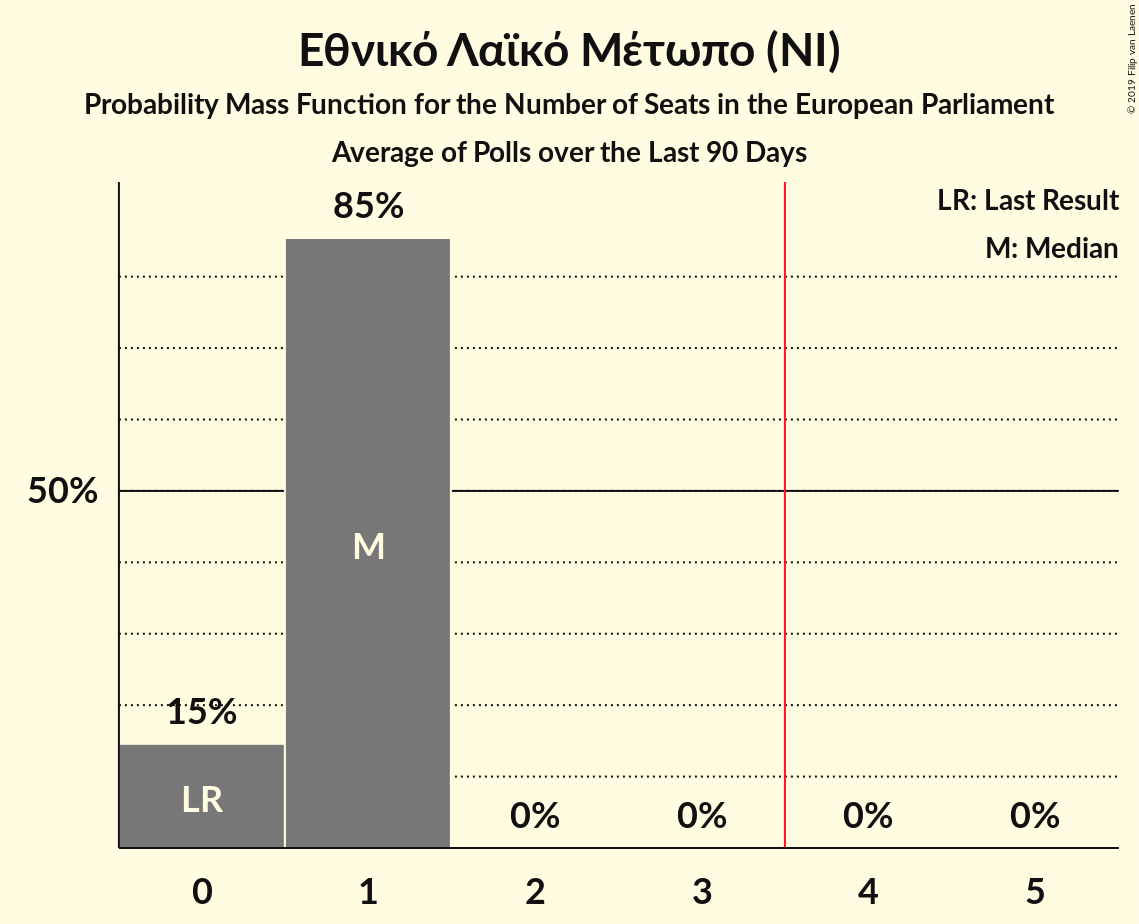 Εθνικό Λαϊκό Μέτωπο (NI)
Probability Mass Function for the Number of Seats in the European Parliament
Average of Polls over the Last 90 Days
© 2019 Filip van Laenen
LR: Last Result
M: Median
85%
50%
M
15%
LR
0% 0% 0% 0%
0 1 2 3 4 5